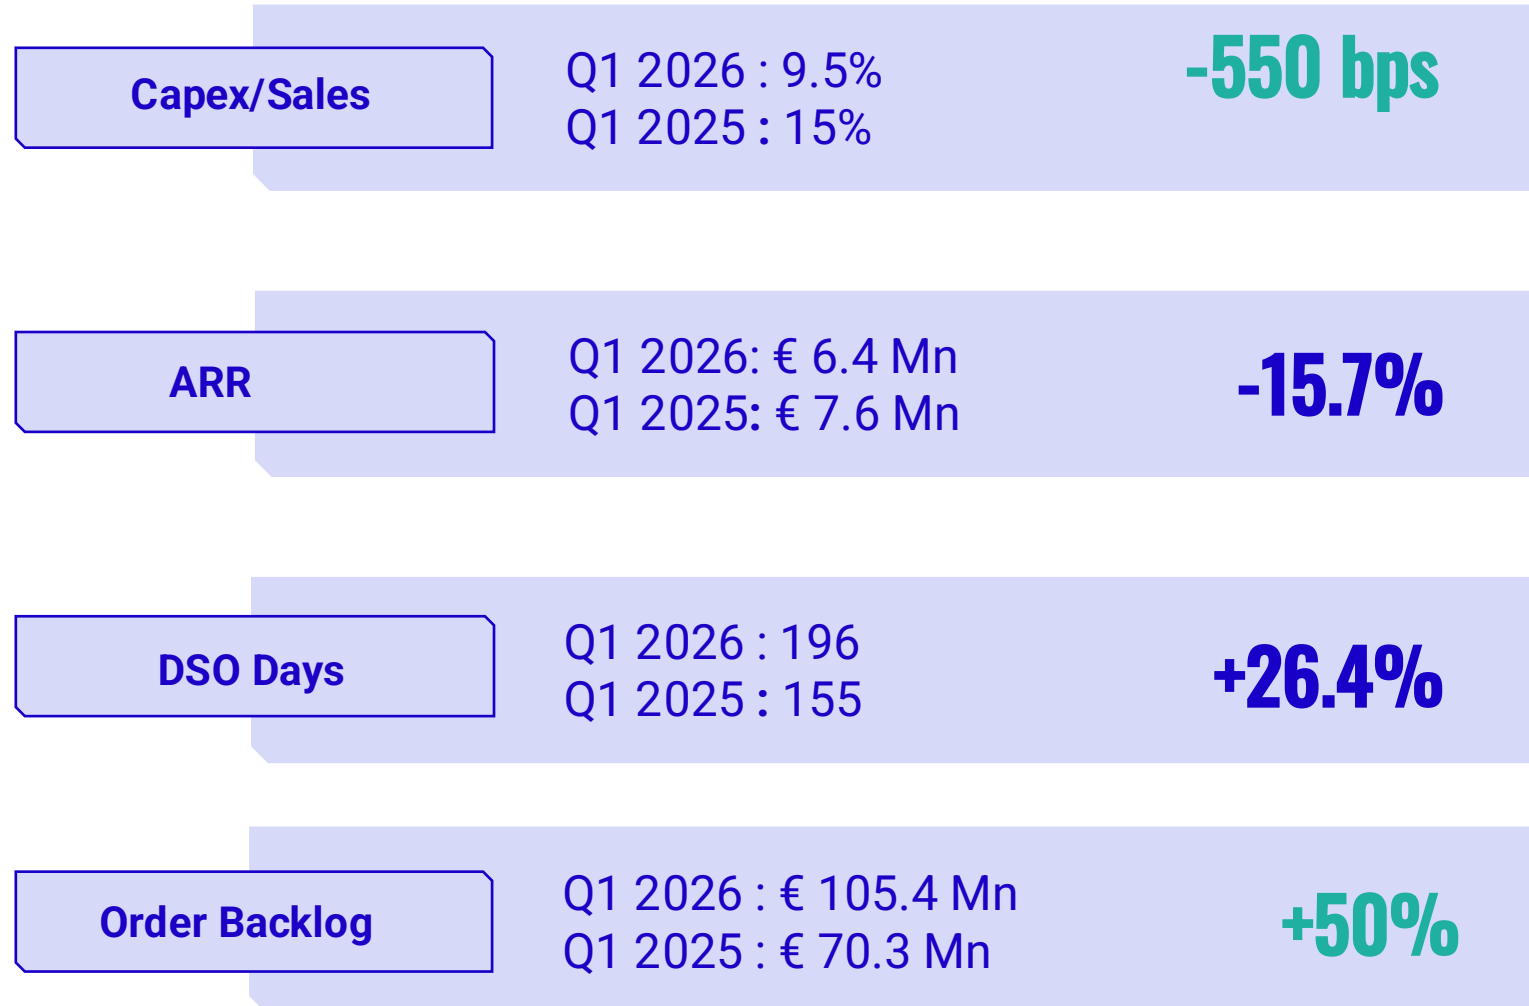 Capex/Sales
Q1 2026 : 9.5%
Q1 2025 : 15%
-550 bps
ARR
Q1 2026: € 6.4 Mn
Q1 2025: € 7.6 Mn
-15.7%
DSO Days
Q1 2026 : 196
Q1 2025 : 155
+26.4%
Order Backlog
Q1 2026 : € 105.4 Mn
Q1 2025 : € 70.3 Mn
+50%